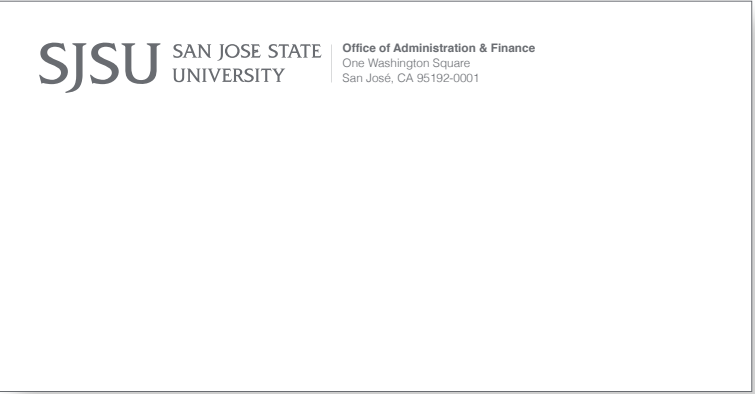 SJSU
SAN JOSE STATE
UNIVERSITY
Office of Administration & Finance
One Washington Square
San José, CA 95192-0001